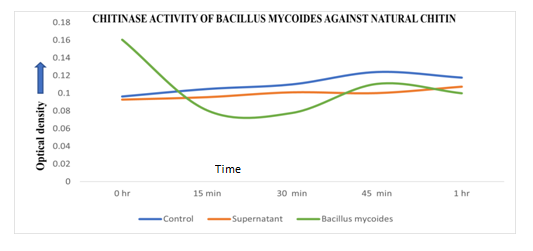 CHITINASE ACTIVITY OF BACILLUS MYCOIDES AGAINST NATURAL CHITIN
0.18
0.16
0.14
0.12
0.1
0.08
0.06
0.04
0.02
0
Optical density
Time
0 hr 15 min 30 min 45 min 1 hr
Control Supernatant Bacillus mycoides